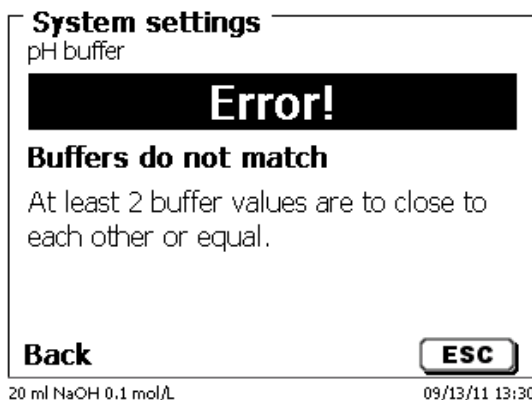 System settings
pH buffer
Error!
Buffers do not match
At least 2 buffer values are to close to
each other or equal.
Back ESC
20 ml NaOH 0.1 mol/L 09/13/11 13:30